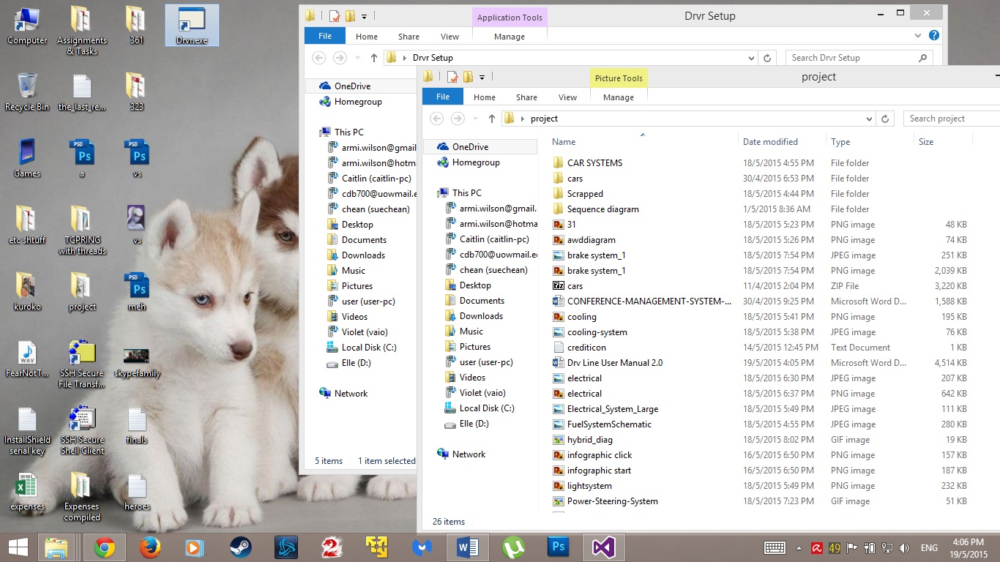 Computer
Assignments
& Tasks
361
Drvr.exe
Recycle Bin
the_last_re...
323
Games
a
vs
etc shtuff
TCPRING
with threads
vs
kuroko
project
meh
FearNotT...
SSH Secure
File Transf...
skypefamily
InstallShield
serial key
SSH Secure
Shell Client
finals
expenses
Expenses
compiled
heroes
Application Tools
Drvr Setup
File Home Share View Manage
Drvr Setup
Search Drvr Setup
OneDrive
Homegroup
This PC
armi.wilson@gmail
armi.wilson@hotma
Caitlin (caitlin-pc)
cdb700@uowmail.e
chean (suechean)
Desktop
Documents
Downloads
Music
Pictures
user (user-pc)
Videos
Violet (vaio)
Local Disk (C:)
Elle (D:)
Network
5 items 1 item selected
Picture Tools
project
File Home Share View Manage
project
Search project
OneDrive
Homegroup
This PC
armi.wilson@gmail.
armi.wilson@hotma
Caitlin (caitlin-pc)
cdb700@uowmail.e
chean (suechean)
Desktop
Documents
Downloads
Music
Pictures
user (user-pc)
Videos
Violet (vaio)
Local Disk (C:)
Elle (D:)
Network
Name Date modified Type Size
CAR SYSTEMS 18/5/2015 4:55 PM File folder
cars 30/4/2015 6:53 PM File folder
Scrapped 18/5/2015 4:44 PM File folder
Sequence diagram 1/5/2015 8:36 AM File folder
31 18/5/2015 5:23 PM PNG image 48 KB
awddiagram 18/5/2015 5:26 PM PNG image 74 KB
brake system_1 18/5/2015 7:54 PM JPEG image 251 KB
brake system_1 18/5/2015 7:54 PM PNG image 2,039 KB
cars 11/4/2015 2:04 PM ZIP File 3,220 KB
CONFERENCE-MANAGEMENT-SYSTEM-... 30/4/2015 9:25 PM Microsoft Word D... 1,588 KB
cooling 18/5/2015 5:41 PM PNG image 195 KB
cooling-system 18/5/2015 5:38 PM JPEG image 76 KB
crediticon 14/5/2015 12:45 PM Text Document 1 KB
Drv Line User Manual 2.0 19/5/2015 4:05 PM Microsoft Word D... 4,514 KB
electrical 18/5/2015 6:30 PM JPEG image 207 KB
electrical 18/5/2015 6:37 PM PNG image 642 KB
Electrical_System_Large 18/5/2015 5:49 PM JPEG image 111 KB
FuelSystemSchematic 18/5/2015 4:55 PM JPEG image 280 KB
hybrid_diag 18/5/2015 8:02 PM GIF image 19 KB
infographic click 16/5/2015 6:50 PM PNG image 157 KB
infographic start 16/5/2015 6:50 PM PNG image 187 KB
lightsystem 18/5/2015 5:49 PM PNG image 232 KB
Power-Steering-System 18/5/2015 7:23 PM GIF image 51 KB
26 items
49
ENG
4:06 PM
19/5/2015